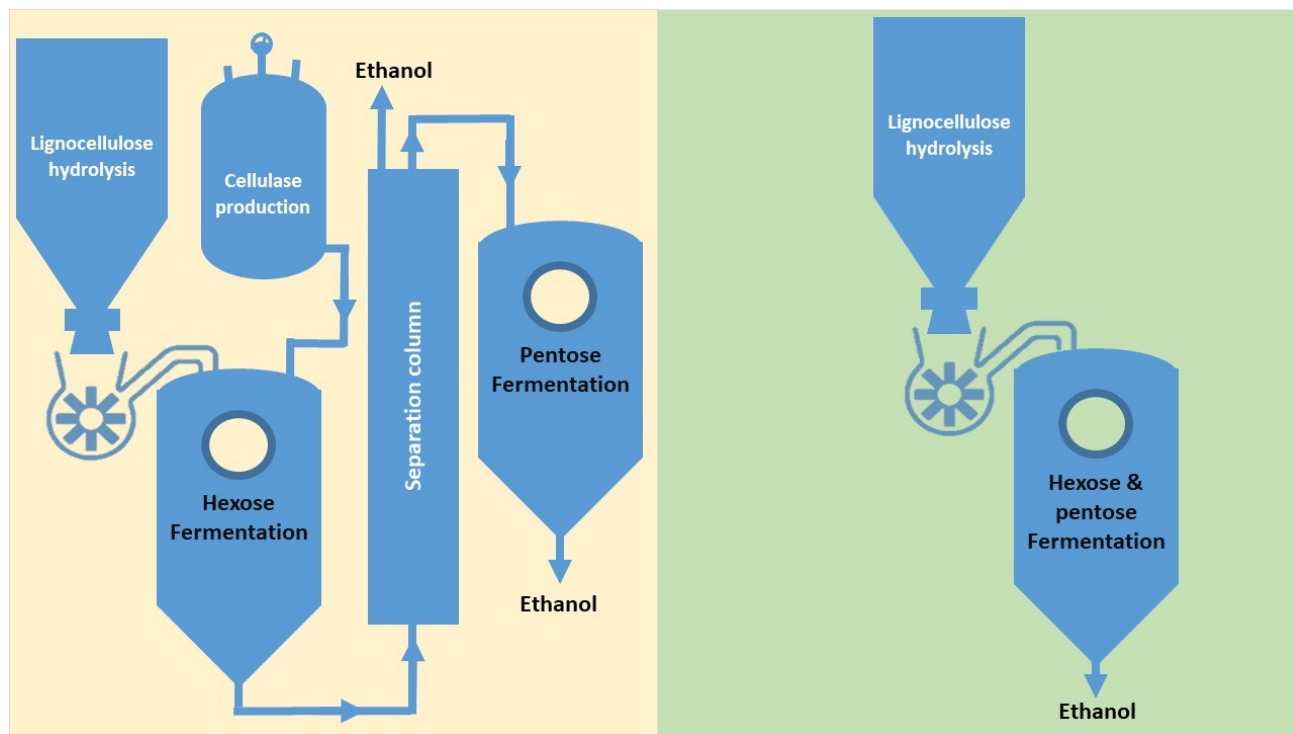 Lignocellulose
hydrolysis
Cellulase
production
Ethanol
Separation column
Hexose
Fermentation
Pentose
Fermentation
Ethanol
Lignocellulose
hydrolysis
Hexose &
pentose
Fermentation
Ethanol